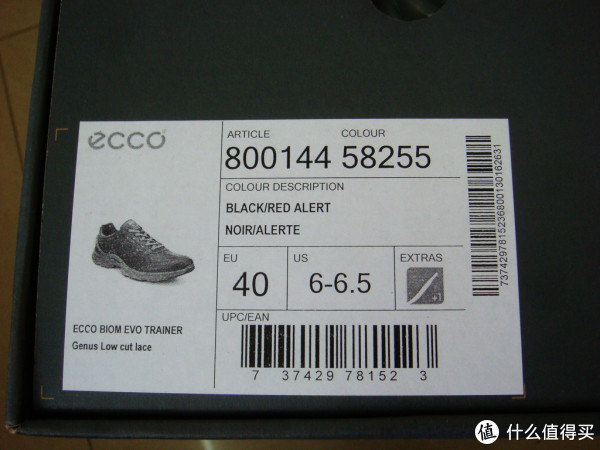 ecco
ARTICLE COLOUR
800144 58255
COLOUR DESCRIPTION
BLACK/RED ALERT
NOIR/ALERTE
EU US EXTRAS
40 6-6.5
+1
ECCO BIOM EVO TRAINER
Genus Low cut lace
UPC/EAN
7 37429 78152 3
7374297815236800130162631
值 什么值得买